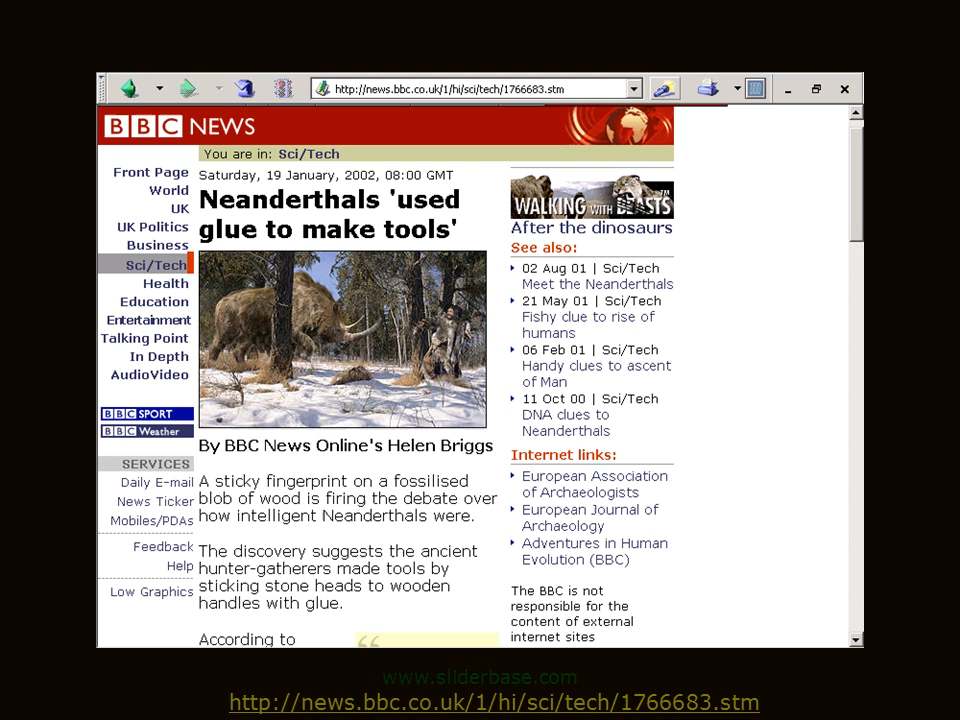 http://news.bbc.co.uk/1/hi/sci/tech/1766683.stm
BBC NEWS
You are in: Sci/Tech
Front Page
World
UK
UK Politics
Business
Sci/Tech
Health
Education
Entertainment
Talking Point
In Depth
AudioVideo
BBC SPORT
BBC Weather
SERVICES
Daily E-mail
News Ticker
Mobiles/PDAs
Feedback
Help
Low Graphics
Saturday, 19 January, 2002, 08:00 GMT
Neanderthals 'used
glue to make tools'
By BBC News Online's Helen Briggs
A sticky fingerprint on a fossilised
blob of wood is firing the debate over
how intelligent Neanderthals were.
The discovery suggests the ancient
hunter-gatherers made tools by
sticking stone heads to wooden
handles with glue.
According to
“
WALKING WITH BEASTS™
After the dinosaurs
See also:
02 Aug 01 | Sci/Tech
Meet the Neanderthals
21 May 01 | Sci/Tech
Fishy clue to rise of
humans
06 Feb 01 | Sci/Tech
Handy clues to ascent
of Man
11 Oct 00 | Sci/Tech
DNA clues to
Neanderthals
Internet links:
European Association
of Archaeologists
European Journal of
Archaeology
Adventures in Human
Evolution (BBC)
The BBC is not
responsible for the
content of external
internet sites
www.sliderbase.com
http://news.bbc.co.uk/1/hi/sci/tech/1766683.stm